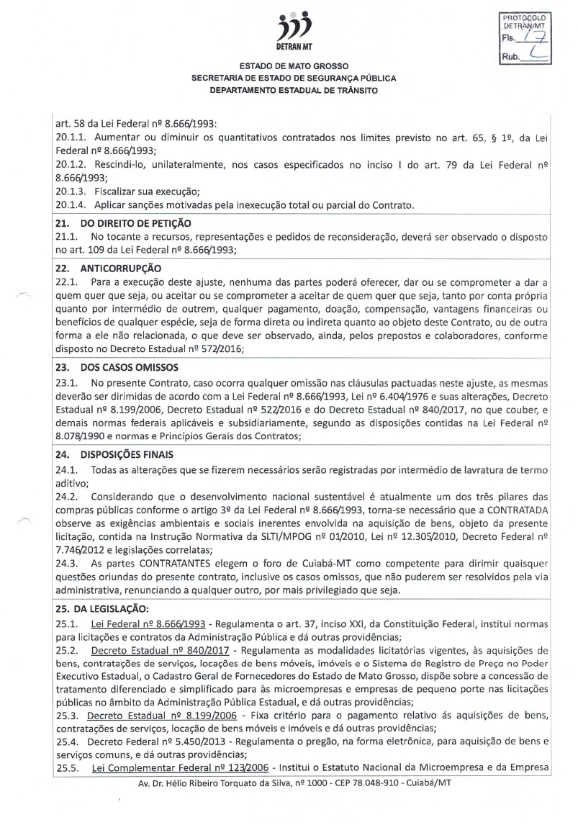 DETRAN MT
PROTOCOLO
DETRAN/MT
Fls. 17
Rub.
ESTADO DE MATO GROSSO
SECRETARIA DE ESTADO DE SEGURANÇA PÚBLICA
DEPARTAMENTO ESTADUAL DE TRÂNSITO
art. 58 da Lei Federal nº 8.666/1993:
20.1.1. Aumentar ou diminuir os quantitativos contratados nos limites previsto no art. 65, § 1º, da Lei
Federal nº 8.666/1993;
20.1.2. Rescindi-lo, unilateralmente, nos casos especificados no inciso I do art. 79 da Lei Federal nº
8.666/1993;
20.1.3. Fiscalizar sua execução;
20.1.4. Aplicar sanções motivadas pela inexecução total ou parcial do Contrato.
21. DO DIREITO DE PETIÇÃO
21.1. No tocante a recursos, representações e pedidos de reconsideração, deverá ser observado o disposto
no art. 109 da Lei Federal nº 8.666/1993;
22. ANTICORRUPÇÃO
22.1. Para a execução deste ajuste, nenhuma das partes poderá oferecer, dar ou se comprometer a dar a
quem quer que seja, ou aceitar ou se comprometer a aceitar de quem quer que seja, tanto por conta própria
quanto por intermédio de outrem, qualquer pagamento, doação, compensação, vantagens financeiras ou
benefícios de qualquer espécie, seja de forma direta ou indireta quanto ao objeto deste Contrato, ou de outra
forma a ele não relacionada, o que deve ser observado, ainda, pelos prepostos e colaboradores, conforme
disposto no Decreto Estadual nº 572/2016;
23. DOS CASOS OMISSOS
23.1. No presente Contrato, caso ocorra qualquer omissão nas cláusulas pactuadas neste ajuste, as mesmas
deverão ser dirimidas de acordo com a Lei Federal nº 8.666/1993, Lei nº 6.404/1976 e suas alterações, Decreto
Estadual nº 8.199/2006, Decreto Estadual nº 522/2016 e do Decreto Estadual nº 840/2017, no que couber, e
demais normas federais aplicáveis e subsidiariamente, segundo as disposições contidas na Lei Federal nº
8.078/1990 e normas e Princípios Gerais dos Contratos;
24. DISPOSIÇÕES FINAIS
24.1. Todas as alterações que se fizerem necessários serão registradas por intermédio de lavratura de termo
aditivo;
24.2. Considerando que o desenvolvimento nacional sustentável é atualmente um dos três pilares das
compras públicas conforme o artigo 3º da Lei Federal nº 8.666/1993, torna-se necessário que a CONTRATADA
observe as exigências ambientais e sociais inerentes envolvida na aquisição de bens, objeto da presente
licitação, contida na Instrução Normativa da SLTI/MPOG nº 01/2010, Lei nº 12.305/2010, Decreto Federal nº
7.746/2012 e legislações correlatas;
24.3. As partes CONTRATANTES elegem o foro de Cuiabá-MT como competente para dirimir quaisquer
questões oriundas do presente contrato, inclusive os casos omissos, que não puderem ser resolvidos pela via
administrativa, renunciando a qualquer outro, por mais privilegiado que seja.
25. DA LEGISLAÇÃO:
25.1. Lei Federal nº 8.666/1993 - Regulamenta o art. 37, inciso XXI, da Constituição Federal, institui normas
para licitações e contratos da Administração Pública e dá outras providências;
25.2. Decreto Estadual nº 840/2017 - Regulamenta as modalidades licitatórias vigentes, às aquisições de
bens, contratações de serviços, locações de bens móveis, imóveis e o Sistema de Registro de Preço no Poder
Executivo Estadual, o Cadastro Geral de Fornecedores do Estado de Mato Grosso, dispõe sobre a concessão de
tratamento diferenciado e simplificado para às microempresas e empresas de pequeno porte nas licitações
públicas no âmbito da Administração Pública Estadual, e dá outras providências;
25.3. Decreto Estadual nº 8.199/2006 - Fixa critério para o pagamento relativo ás aquisições de bens,
contratações de serviços, locação de bens móveis e imóveis e dá outras providências;
25.4. Decreto Federal nº 5.450/2013 - Regulamenta o pregão, na forma eletrônica, para aquisição de bens e
serviços comuns, e dá outras providências;
25.5. Lei Complementar Federal nº 123/2006 - Institui o Estatuto Nacional da Microempresa e da Empresa
Av. Dr. Hélio Ribeiro Torquato da Silva, nº 1000 - CEP 78.048-910 - Cuiabá/MT